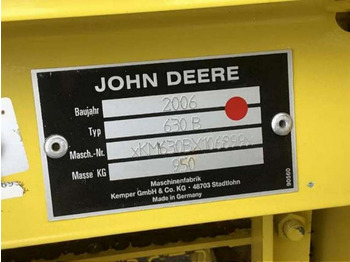 JOHN DEERE
Baujahr 2006
Typ 630 B
Masch.-Nr.
Masse KG 950
Maschinenfabrik
Kemper GmbH & Co. KG · 48703 Stadtlohn
Made in Germany
90560